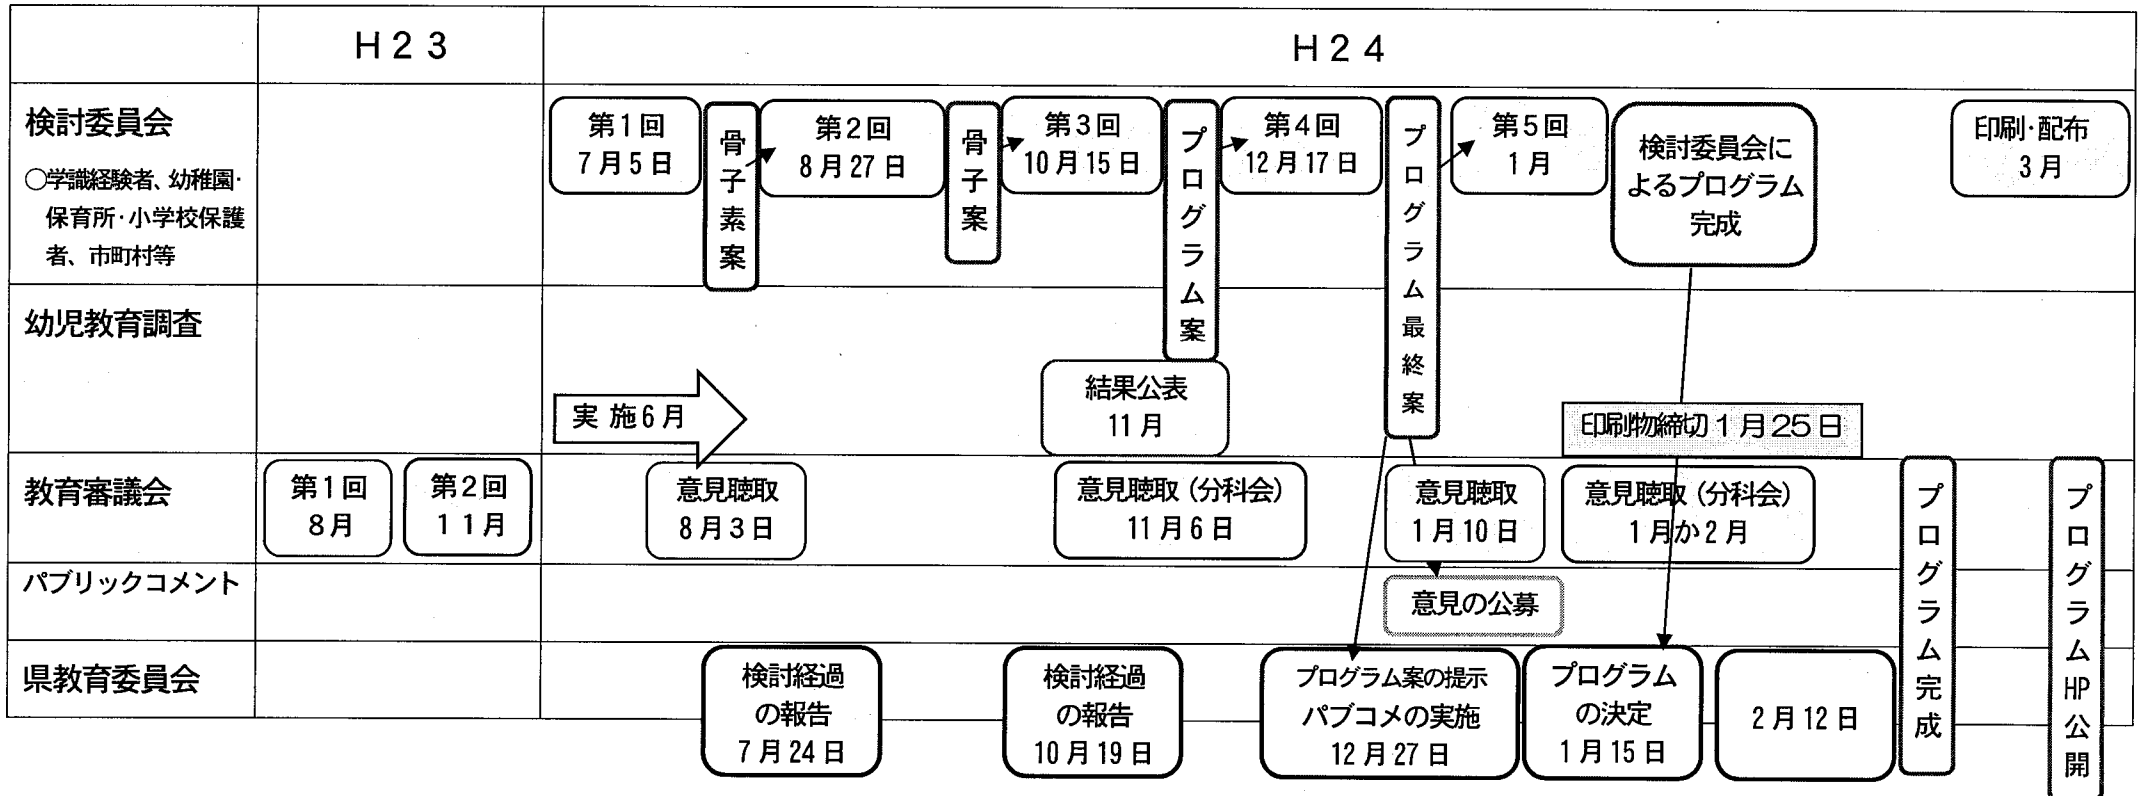 H23
H24
検討委員会
○学識経験者、幼稚園・
保育所・小学校保護
者、市町村等
第1回
7月5日
骨子素案
第2回
8月27日
骨子案
第3回
10月15日
プログラム案
第4回
12月17日
プログラム最終案
第5回
1月
検討委員会に
よるプログラム
完成
印刷・配布
3月
幼児教育調査
実施6月
結果公表
11月
印刷物締切1月25日
教育審議会
第1回
8月
第2回
11月
意見聴取
8月3日
意見聴取(分科会)
11月6日
意見聴取
1月10日
意見聴取(分科会)
1月か2月
プログラム完成
プログラムHP公開
パブリックコメント
意見の公募
県教育委員会
検討経過
の報告
7月24日
検討経過
の報告
10月19日
プログラム案の提示
パブコメの実施
12月27日
プログラム
の決定
1月15日
2月12日